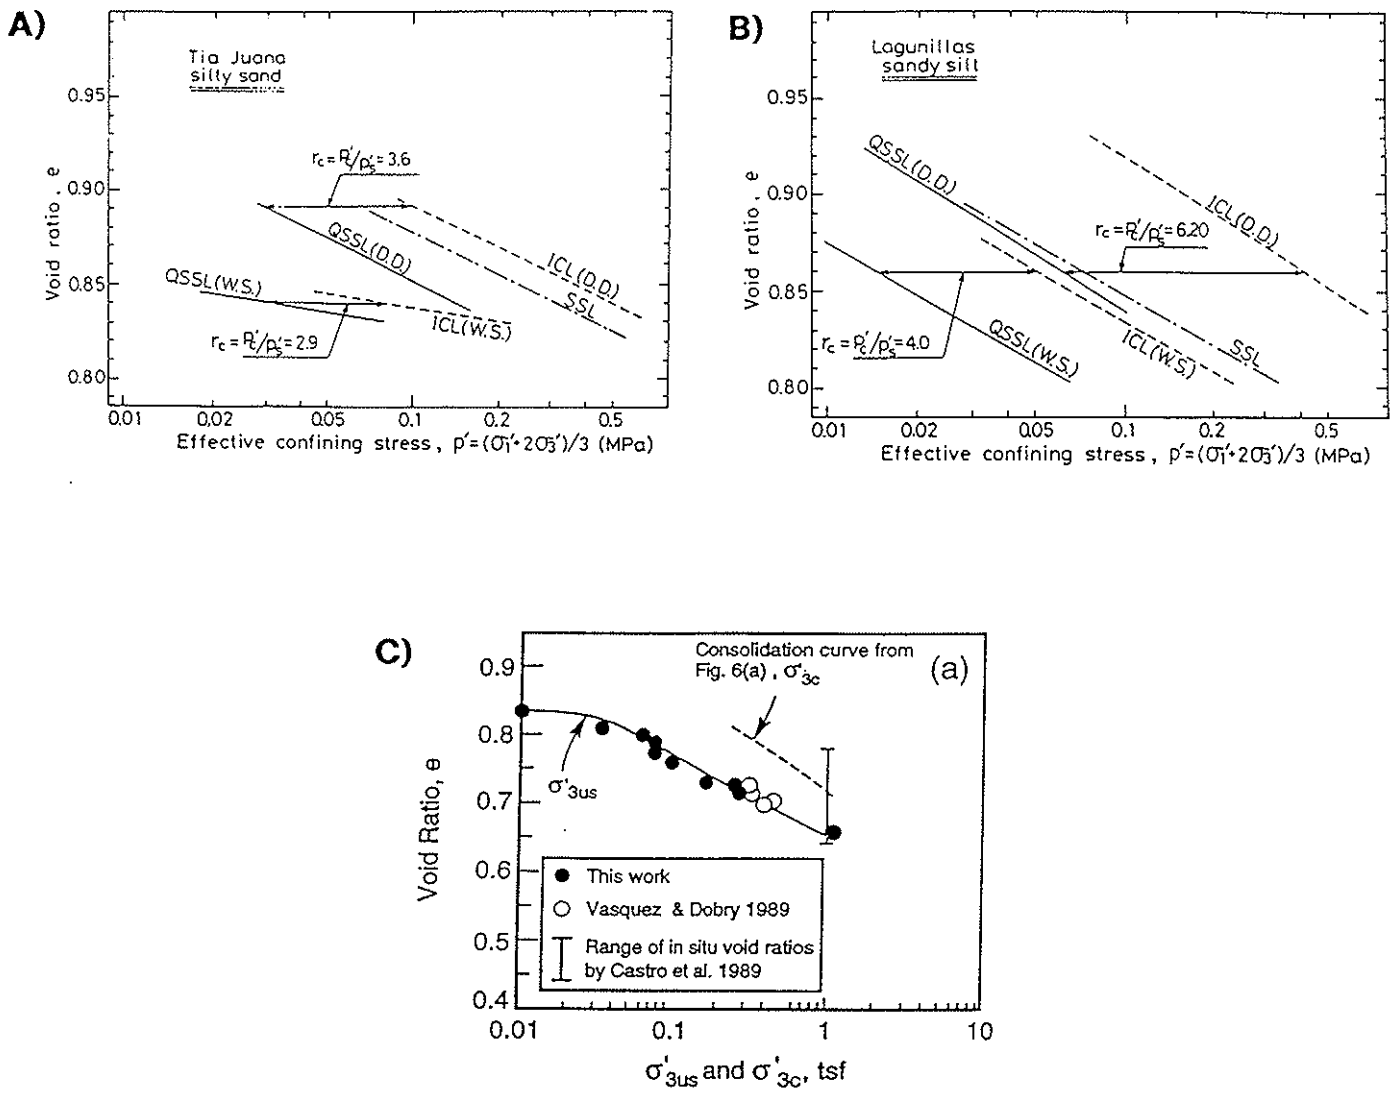 A)
Tia Juana
silty sand
0.95
0.90
0.85
0.80
Void ratio, e
r_c = p'_c/p'_s = 3.6
QSSL(D.D.)
ICL(D.D.)
SSL
QSSL(W.S.)
ICL(W.S.)
r_c = p'_c/p'_s = 2.9
0.01 0.02 0.05 0.1 0.2 0.5
Effective confining stress, p'=(σ1'+2σ3')/3 (MPa)
B)
Lagunillas
sandy silt
0.95
0.90
0.85
0.80
Void ratio, e
QSSL(D.D.)
ICL(D.D.)
r_c = p'_c/p'_s = 6.20
r_c = p'_c/p'_s = 4.0
QSSL(W.S.)
ICL(W.S.)
SSL
0.01 0.02 0.05 0.1 0.2 0.5
Effective confining stress, p'=(σ1'+2σ3')/3 (MPa)
C)
(a)
Consolidation curve from
Fig. 6(a), σ'3c
σ'3us
0.9
0.8
0.7
0.6
0.5
0.4
Void Ratio, e
This work
Vasquez & Dobry 1989
Range of in situ void ratios
by Castro et al. 1989
0.01 0.1 1 10
σ'3us and σ'3c, tsf